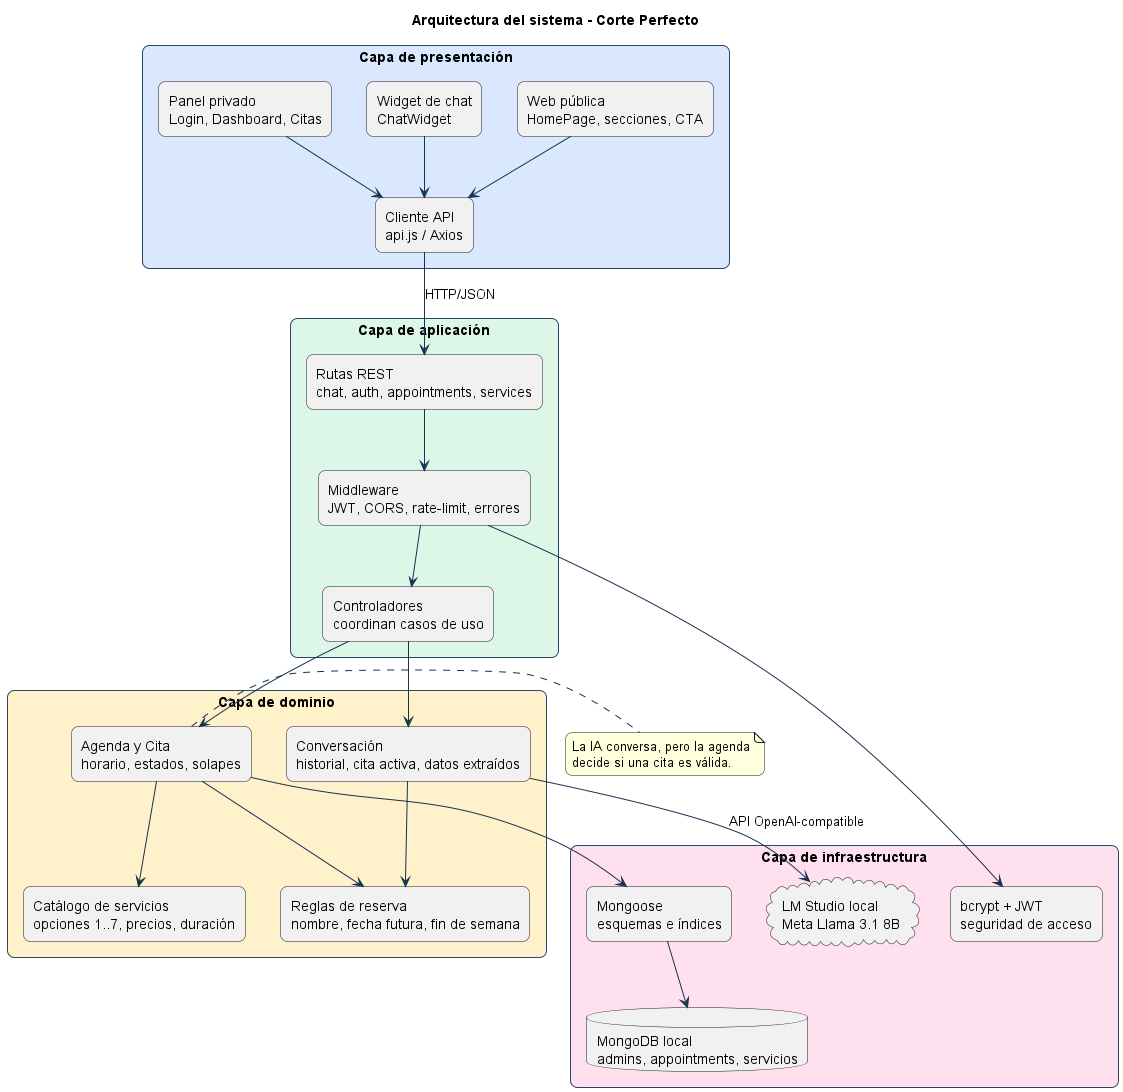 Arquitectura del sistema - Corte Perfecto
Capa de presentación
Panel privado
Login, Dashboard, Citas
Widget de chat
ChatWidget
Web pública
HomePage, secciones, CTA
Cliente API
api.js / Axios
HTTP/JSON
Capa de aplicación
Rutas REST
chat, auth, appointments, services
Middleware
JWT, CORS, rate-limit, errores
Controladores
coordinan casos de uso
Capa de dominio
Agenda y Cita
horario, estados, solapes
Conversación
historial, cita activa, datos extraídos
La IA conversa, pero la agenda
decide si una cita es válida.
API OpenAI-compatible
Catálogo de servicios
opciones 1..7, precios, duración
Reglas de reserva
nombre, fecha futura, fin de semana
Capa de infraestructura
Mongoose
esquemas e índices
LM Studio local
Meta Llama 3.1 8B
bcrypt + JWT
seguridad de acceso
MongoDB local
admins, appointments, servicios